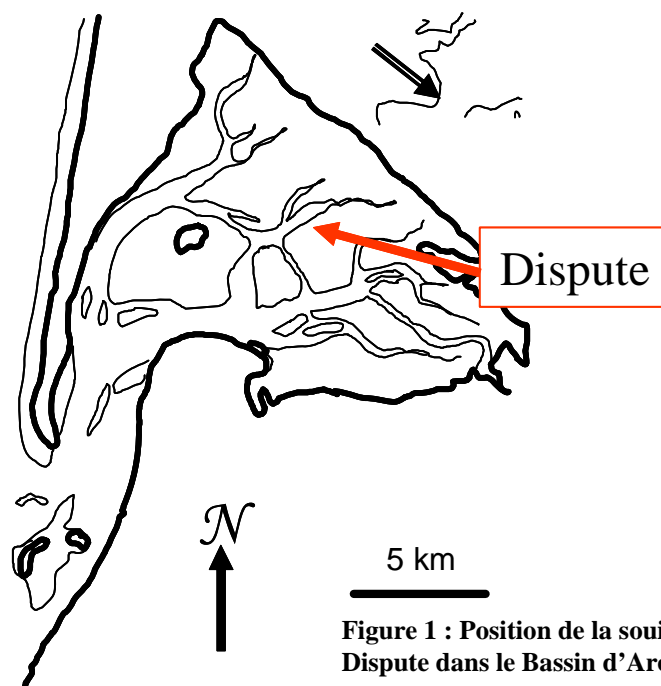 Dispute
N
5 km
Figure 1 : Position de la
Dispute dans le Bassin